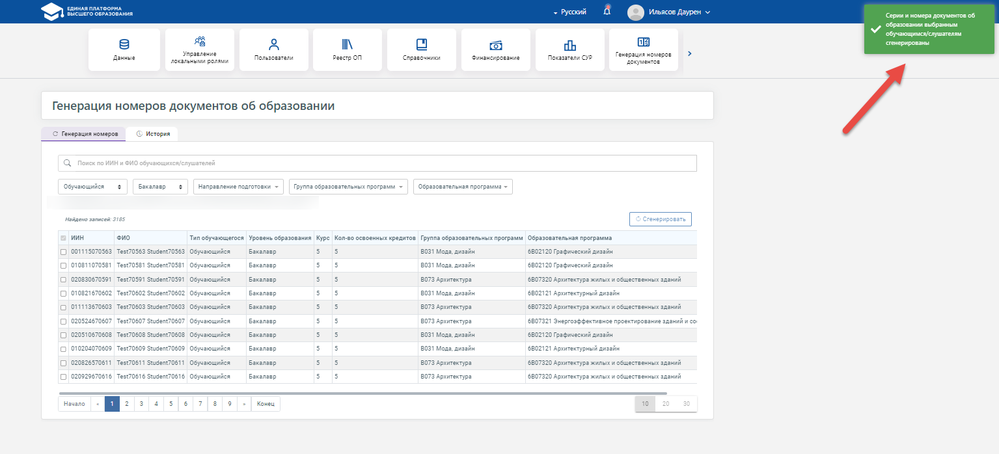 ЕДИНАЯ ПЛАТФОРМА
ВЫСШЕГО ОБРАЗОВАНИЯ
Русский
Ильясов Даурен
Серии и номера документов об
образовании выбранным
обучающимся/слушателям
сгенерированы
Данные
Управление
локальными ролями
Пользователи
Реестр ОП
Справочники
Финансирование
Показатели СУР
Генерация номеров
документов
Генерация номеров документов об образовании
Генерация номеров
История
Поиск по ИИН и ФИО обучающихся/слушателей
Обучающийся Бакалавр Направление подготовки Группа образовательных программ Образовательная программа
Найдено записей: 3185
Сгенерировать
ИИН ФИО Тип обучающегося Уровень образования Курс Кол-во освоенных кредитов Группа образовательных программ Образовательная программа
001115070563 Test70563 Student70563 Обучающийся Бакалавр 5 5 B031 Мода, дизайн 6B02120 Графический дизайн
010811070581 Test70581 Student70581 Обучающийся Бакалавр 5 5 B031 Мода, дизайн 6B02120 Графический дизайн
020830670591 Test70591 Student70591 Обучающийся Бакалавр 5 5 B073 Архитектура 6B07320 Архитектура жилых и общественных зданий
010821670602 Test70602 Student70602 Обучающийся Бакалавр 5 5 B031 Мода, дизайн 6B02121 Архитектурный дизайн
011113670603 Test70603 Student70603 Обучающийся Бакалавр 5 5 B073 Архитектура 6B07320 Архитектура жилых и общественных зданий
020524670607 Test70607 Student70607 Обучающийся Бакалавр 5 5 B073 Архитектура 6B07321 Энергоэффективное проектирование зданий и соо
020510670608 Test70608 Student70608 Обучающийся Бакалавр 5 5 B031 Мода, дизайн 6B02120 Графический дизайн
010204070609 Test70609 Student70609 Обучающийся Бакалавр 5 5 B031 Мода, дизайн 6B02121 Архитектурный дизайн
020826570611 Test70611 Student70611 Обучающийся Бакалавр 5 5 B073 Архитектура 6B07320 Архитектура жилых и общественных зданий
020929670616 Test70616 Student70616 Обучающийся Бакалавр 5 5 B073 Архитектура 6B07320 Архитектура жилых и общественных зданий
Начало « 1 2 3 4 5 6 7 8 9 » Конец
10 20 30